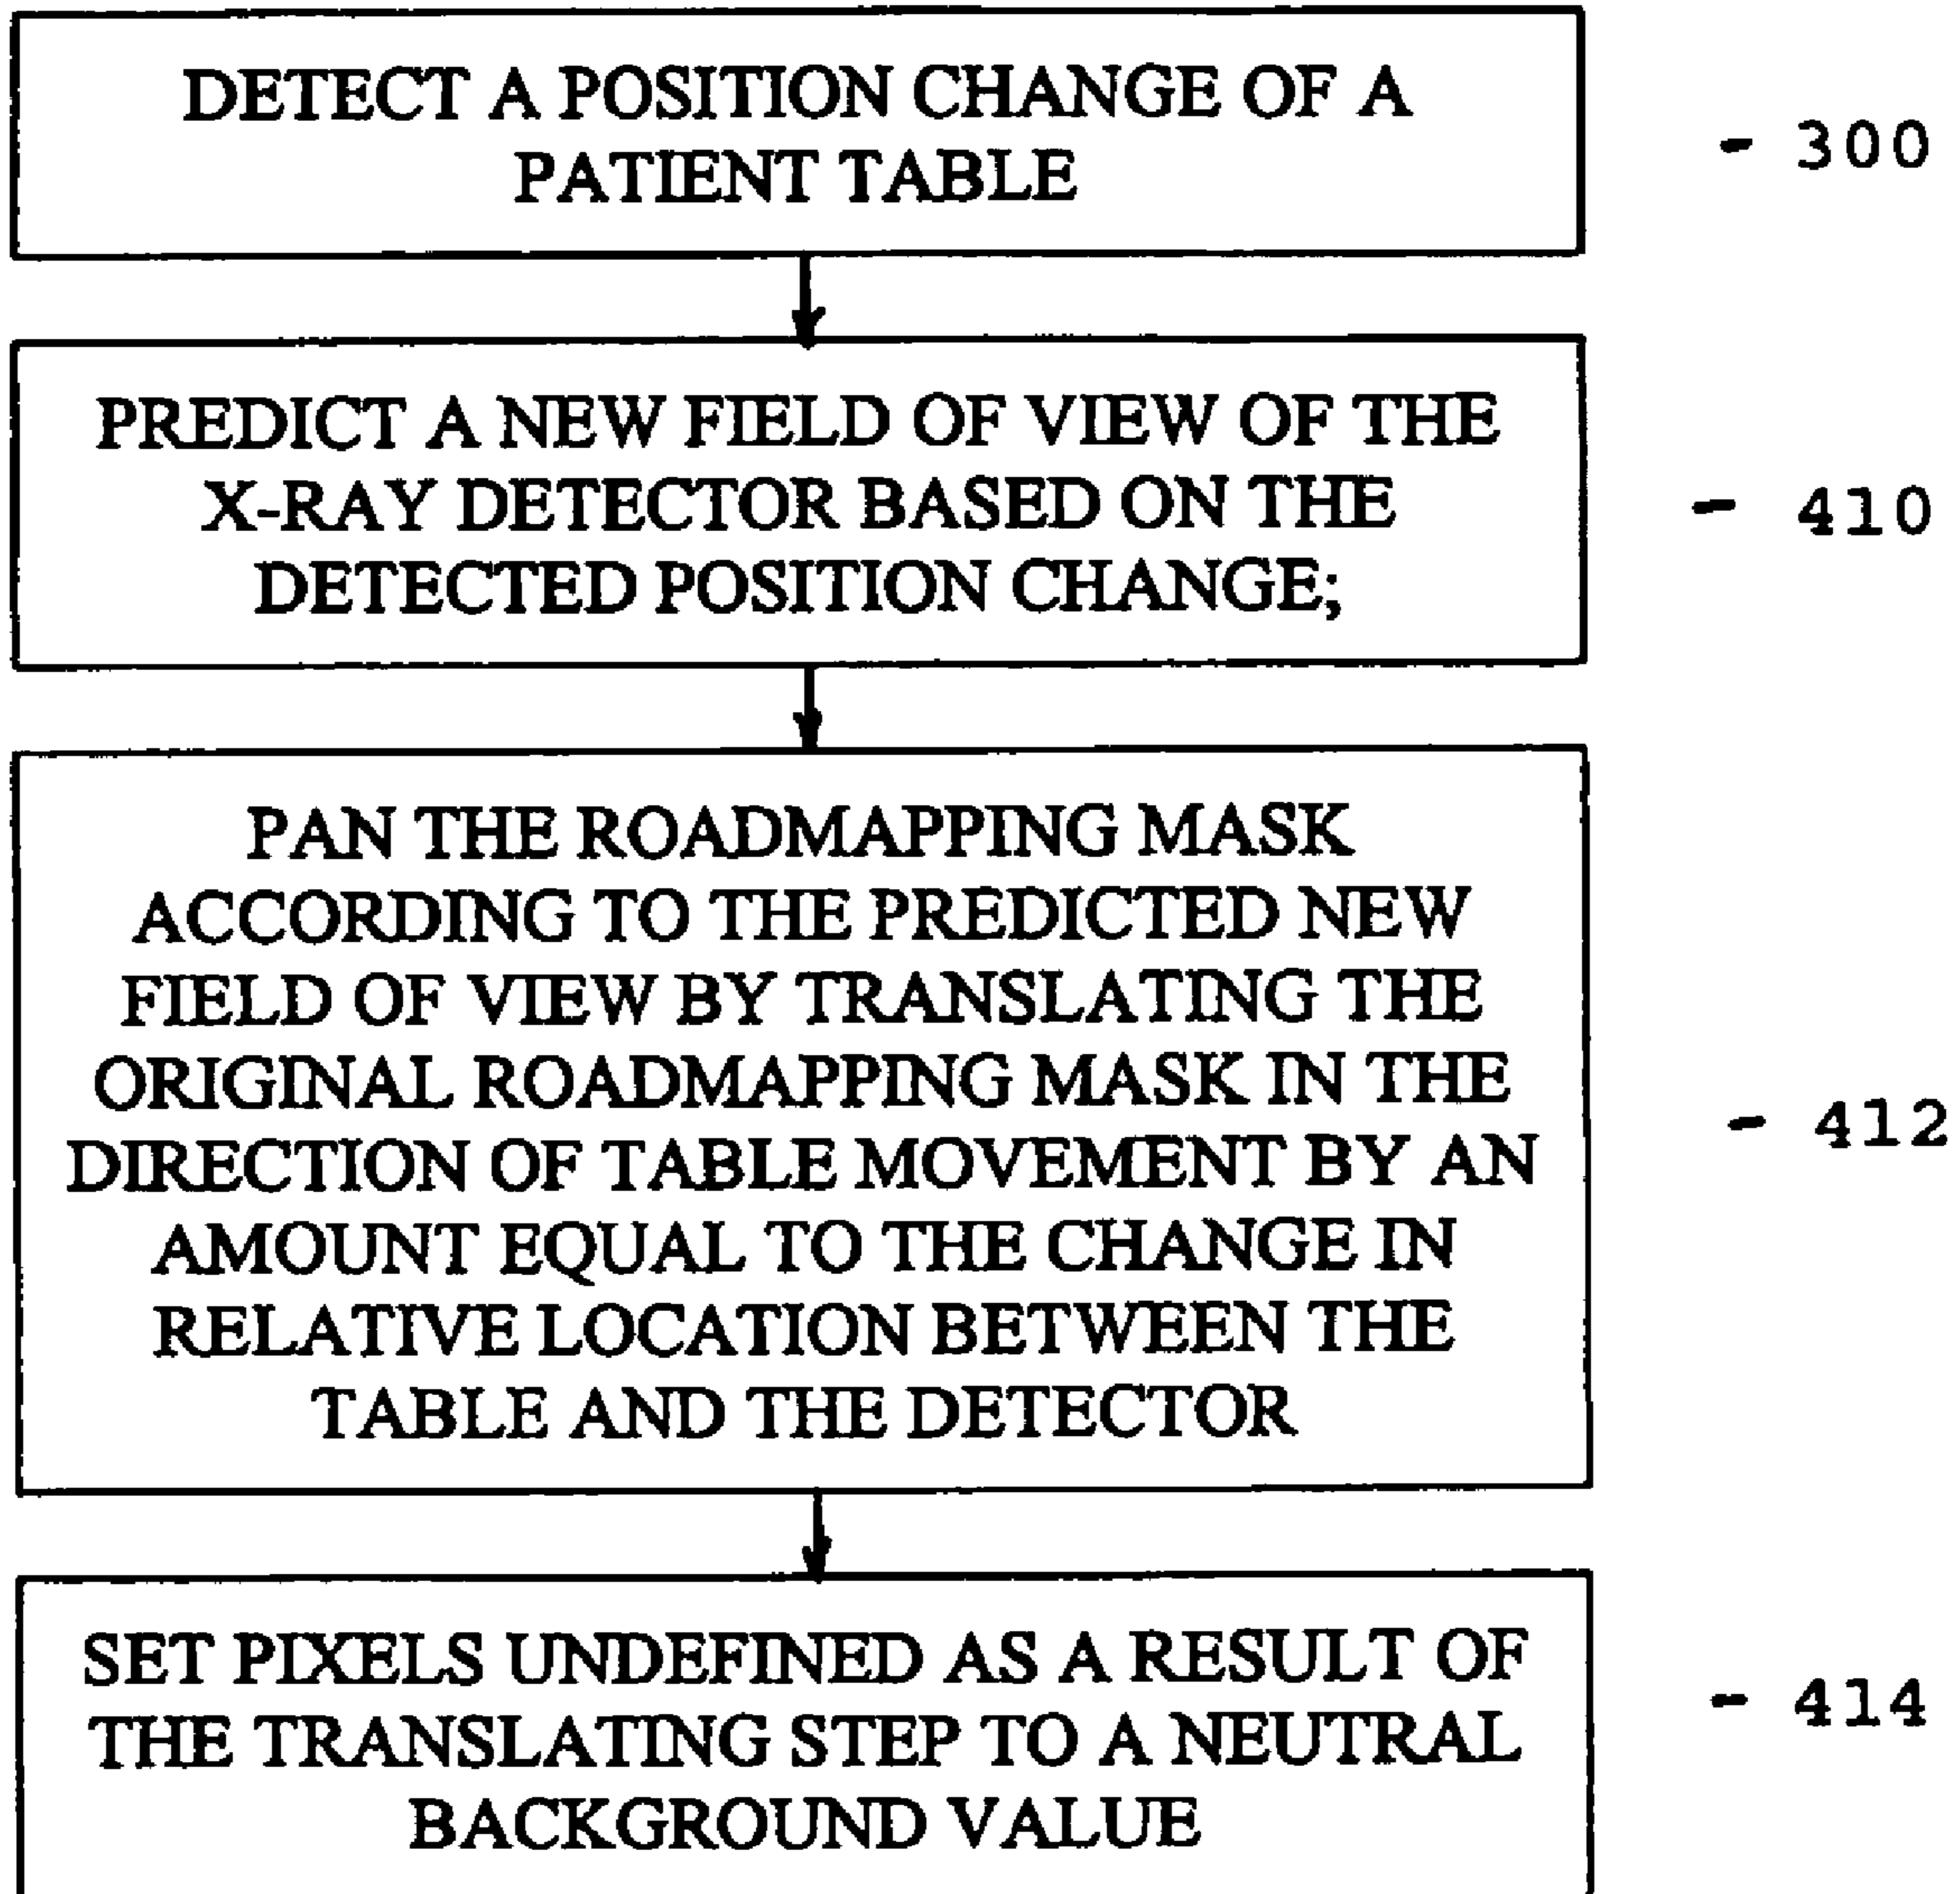 DETECT A POSITION CHANGE OF A
PATIENT TABLE
- 300
PREDICT A NEW FIELD OF VIEW OF THE
X-RAY DETECTOR BASED ON THE
DETECTED POSITION CHANGE;
- 410
PAN THE ROADMAPPING MASK
ACCORDING TO THE PREDICTED NEW
FIELD OF VIEW BY TRANSLATING THE
ORIGINAL ROADMAPPING MASK IN THE
DIRECTION OF TABLE MOVEMENT BY AN
AMOUNT EQUAL TO THE CHANGE IN
RELATIVE LOCATION BETWEEN THE
TABLE AND THE DETECTOR
- 412
SET PIXELS UNDEFINED AS A RESULT OF
THE TRANSLATING STEP TO A NEUTRAL
BACKGROUND VALUE
- 414